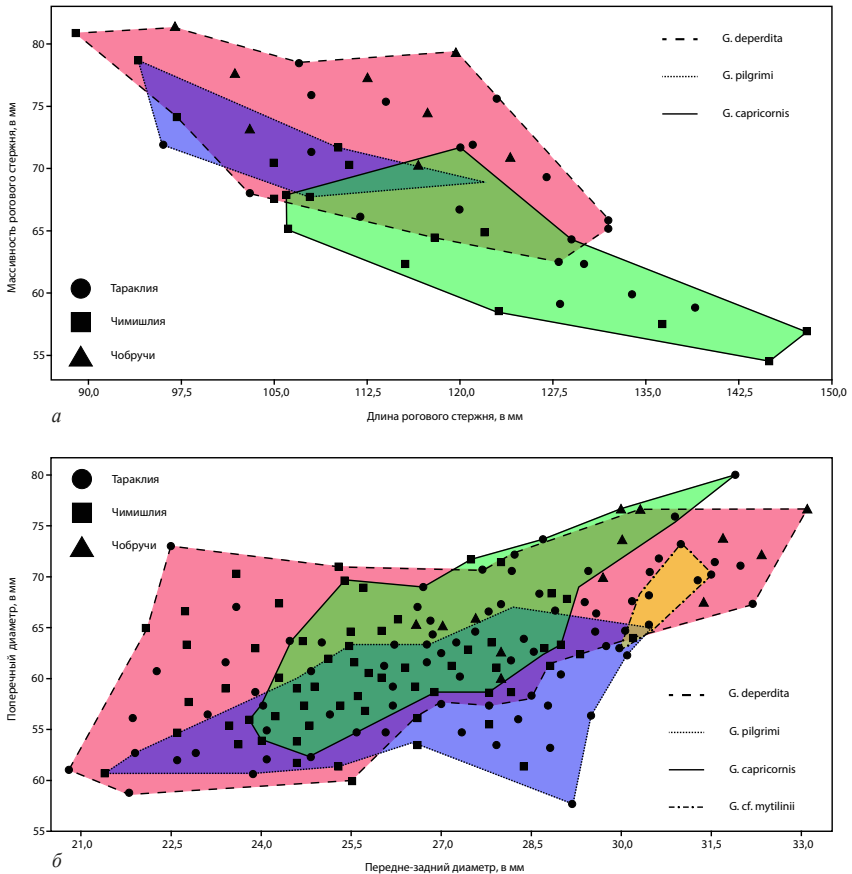 80
75
70
65
60
55
Массивность рогового стержня, в мм
G. deperdita
G. pilgrimi
G. capricornis
Тараклия
Чимишлия
Чобручи
90,0 97,5 105,0 112,5 120,0 127,5 135,0 142,5 150,0
а
Длина рогового стержня, в мм
80
75
70
65
60
55
55
Поперечный диаметр, в мм
Тараклия
Чимишлия
Чобручи
G. deperdita
G. pilgrimi
G. capricornis
G. cf. mytilinii
21,0 22,5 24,0 25,5 27,0 28,5 30,0 31,5 33,0
б
Передне-задний диаметр, в мм